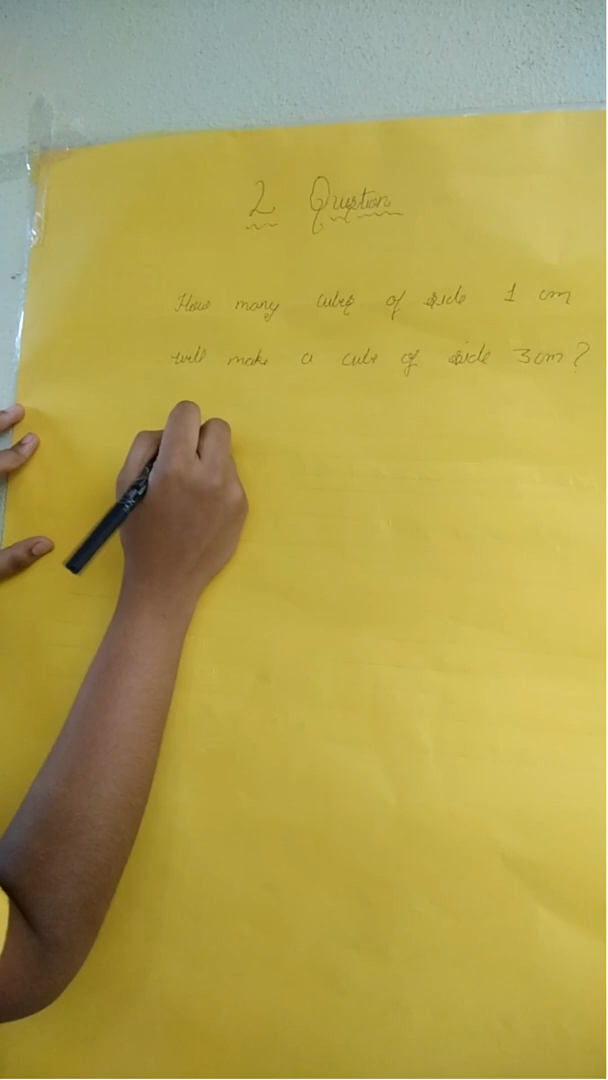 2 Question
How many cubes of side 1 cm
will make a cube of side 3cm?